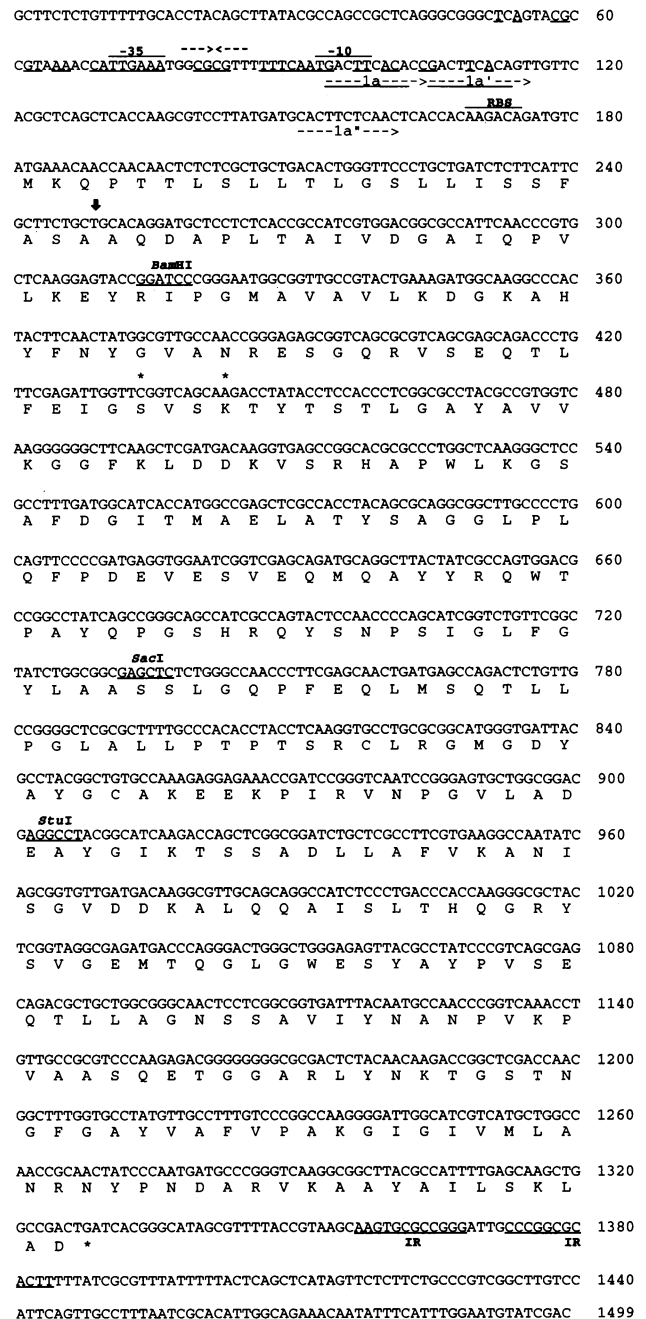 GCTTCTCTGTTTTTGCACCTACAGCTTATACGCCAGCCGCTCAGGGCGGGCTCAGTACGC 60
-35 --->< --- -10
CGTAAAACCATTGAAATGGCGCGTTTTTTCAATGACTTCACACCGACTTCACAGTTGTTC 120
----1a-----> ----1a'--->
ACGCTCAGCTCACCAAGCGTCCTTATGATGCACTTCTCAACTCACCACAAGACAGATGTC 180
----1a"---> RBS
ATGAAACAACCAACAACTCTCTCGCTGCTGACACTGGGTTCCCTGCTGATCTCTTCATTC 240
M K Q P T T L S L L T L G S L L I S S F
GCTTCTGCTGCACAGGATGCTCCTCTCACCGCCATCGTGGACGGCGCCATTCAACCCGTG 300
A S A A Q D A P L T A I V D G A I Q P V
BamHI
CTCAAGGAGTACCGGATCCCGGGAATGGCGGTTGCCGTACTGAAAGATGGCAAGGCCCAC 360
L K E Y R I P G M A V A V L K D G K A H
TACTTCAACTATGGCGTTGCCAACCGGGAGAGCGGTCAGCGCGTCAGCGAGCAGACCCTG 420
Y F N Y G V A N R E S G Q R V S E Q T L
* *
TTCGAGATTGGTTCGGTCAGCAAGACCTATACCTCCACCCTCGGCGCCTACGCCGTGGTC 480
F E I G S V S K T Y T S T L G A Y A V V
AAGGGGGGCTTCAAGCTCGATGACAAGGTGAGCCGGCACGCGCCCTGGCTCAAGGGCTCC 540
K G G F K L D D K V S R H A P W L K G S
GCCTTTGATGGCATCACCATGGCCGAGCTCGCCACCTACAGCGCAGGCGGCTTGCCCCTG 600
A F D G I T M A E L A T Y S A G G L P L
CAGTTCCCCGATGAGGTGGAATCGGTCGAGCAGATGCAGGCTTACTATCGCCAGTGGACG 660
Q F P D E V E S V E Q M Q A Y Y R Q W T
CCGGCCTATCAGCCGGGCAGCCATCGCCAGTACTCCAACCCCAGCATCGGTCTGTTCGGC 720
P A Y Q P G S H R Q Y S N P S I G L F G
SacI
TATCTGGCGGCGAGCTCTCTGGGCCAACCCTTCGAGCAACTGATGAGCCAGACTCTGTTG 780
Y L A A S S L G Q P F E Q L M S Q T L L
CCGGGGCTCGCGCTTTTGCCCACACCTACCTCAAGGTGCCTGCGCGGCATGGGTGATTAC 840
P G L A L L P T P T S R C L R G M G D Y
GCCTACGGCTGTGCCAAAGAGGAGAAACCGATCCGGGTCAATCCGGGAGTGCTGGCGGAC 900
A Y G C A K E E K P I R V N P G V L A D
StuI
GAGGCCTACGGCATCAAGACCAGCTCGGCGGATCTGCTCGCCTTCGTGAAGGCCAATATC 960
E A Y G I K T S S A D L L A F V K A N I
AGCGGTGTTGATGACAAGGCGTTGCAGCAGGCCATCTCCCTGACCCACCAAGGGCGCTAC 1020
S G V D D K A L Q Q A I S L T H Q G R Y
TCGGTAGGCGAGATGACCCAGGGACTGGGCTGGGAGAGTTACGCCTATCCCGTCAGCGAG 1080
S V G E M T Q G L G W E S Y A Y P V S E
CAGACGCTGCTGGCGGGCAACTCCTCGGCGGTGATTTACAATGCCAACCCGGTCAAACCT 1140
Q T L L A G N S S A V I Y N A N P V K P
GTTGCCGCGTCCCAAGAGACGGGGGGGGCGCGACTCTACAACAAGACCGGCTCGACCAAC 1200
V A A S Q E T G G A R L Y N K T G S T N
GGCTTTGGTGCCTATGTTGCCTTTGTCCCGGCCAAGGGGATTGGCATCGTCATGCTGGCC 1260
G F G A Y V A F V P A K G I G I V M L A
AACCGCAACTATCCCAATGATGCCCGGGTCAAGGCGGCTTACGCCATTTTGAGCAAGCTG 1320
N R N Y P N D A R V K A A Y A I L S K L
GCCGACTGATCACGGGCATAGCGTTTTACCGTAAGCAAGTGCGCCGGGATTGCCCGGCGC 1380
A D * IR IR
ACTTTTTATCGCGTTTATTTTTACTCAGCTCATAGTTCTCTTCTGCCCGTCGGCTTGTCC 1440
ATTCAGTTGCCTTTAATCGCACATTGGCAGAAACAATATTTCATTTGGAATGTATCGAC 1499